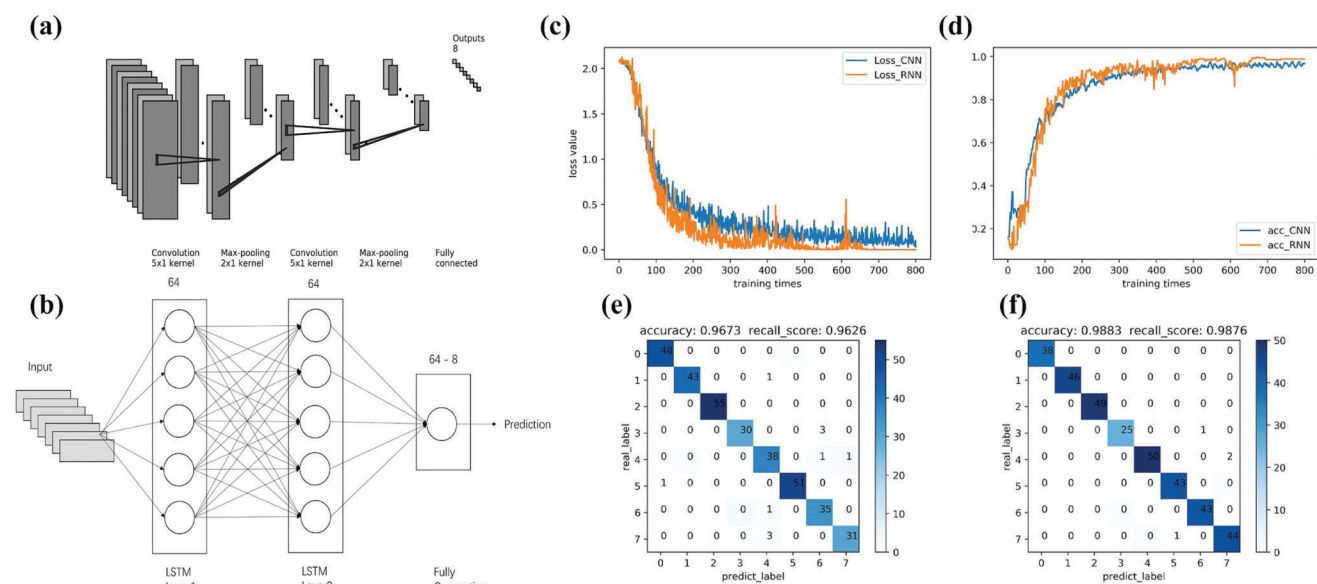 (a)
Outputs
8
Convolution Max-pooling Convolution Max-pooling Fully
5x1 kernel 2x1 kernel 5x1 kernel 2x1 kernel connected
(b)
64 64
64 - 8
Input
Prediction
LSTM LSTM Fully
(c)
Loss_CNN
Loss_RNN
loss value
2.0
1.5
1.0
0.5
0.0
0 100 200 300 400 500 600 700 800
training times
(d)
acc_CNN
acc_RNN
1.0
0.8
0.6
0.4
0.2
0 100 200 300 400 500 600 700 800
training times
(e)
accuracy: 0.9673 recall_score: 0.9626
real_label
0 48 0 0 0 0 0 0 0
1 0 43 0 0 1 0 0 0
2 0 0 55 0 0 0 0 0
3 0 0 0 30 0 0 3 0
4 0 0 0 0 38 0 1 1
5 1 0 0 0 0 51 0 0
6 0 0 0 0 1 0 35 0
7 0 0 0 0 3 0 0 31
0 1 2 3 4 5 6 7
predict_label
50
40
30
20
10
0
(f)
accuracy: 0.9883 recall_score: 0.9876
real_label
0 38 0 0 0 0 0 0 0
1 0 46 0 0 0 0 0 0
2 0 0 49 0 0 0 0 0
3 0 0 0 25 0 0 1 0
4 0 0 0 0 50 0 0 2
5 0 0 0 0 0 43 0 0
6 0 0 0 0 0 0 43 0
7 0 0 0 0 0 1 0 44
0 1 2 3 4 5 6 7
predict_label
50
40
30
20
10
0